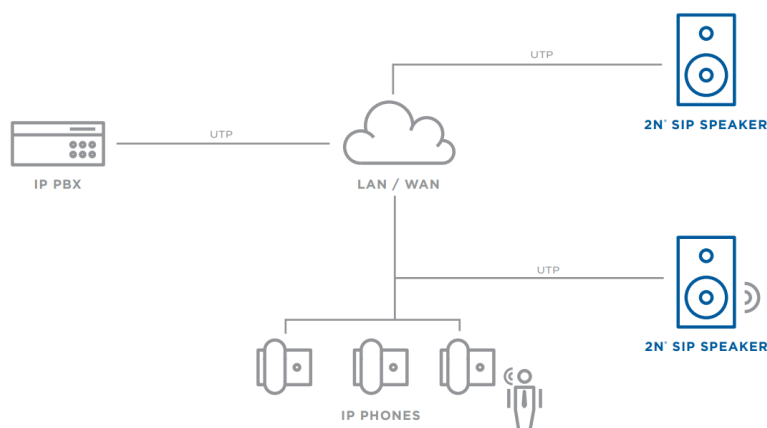 UTP
2N° SIP SPEAKER
UTP
IP PBX
LAN / WAN
UTP
2N° SIP SPEAKER
IP PHONES